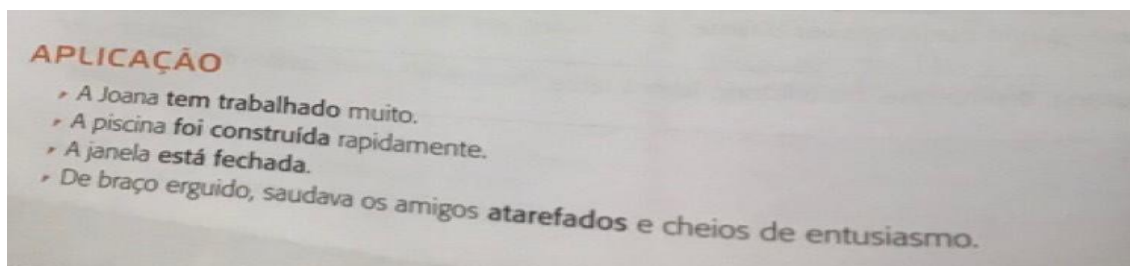 APLICAÇÃO
A Joana tem trabalhado muito.
A piscina foi construída rapidamente.
A janela está fechada.
De braço erguido, saudava os amigos atarefados e cheios de entusiasmo.